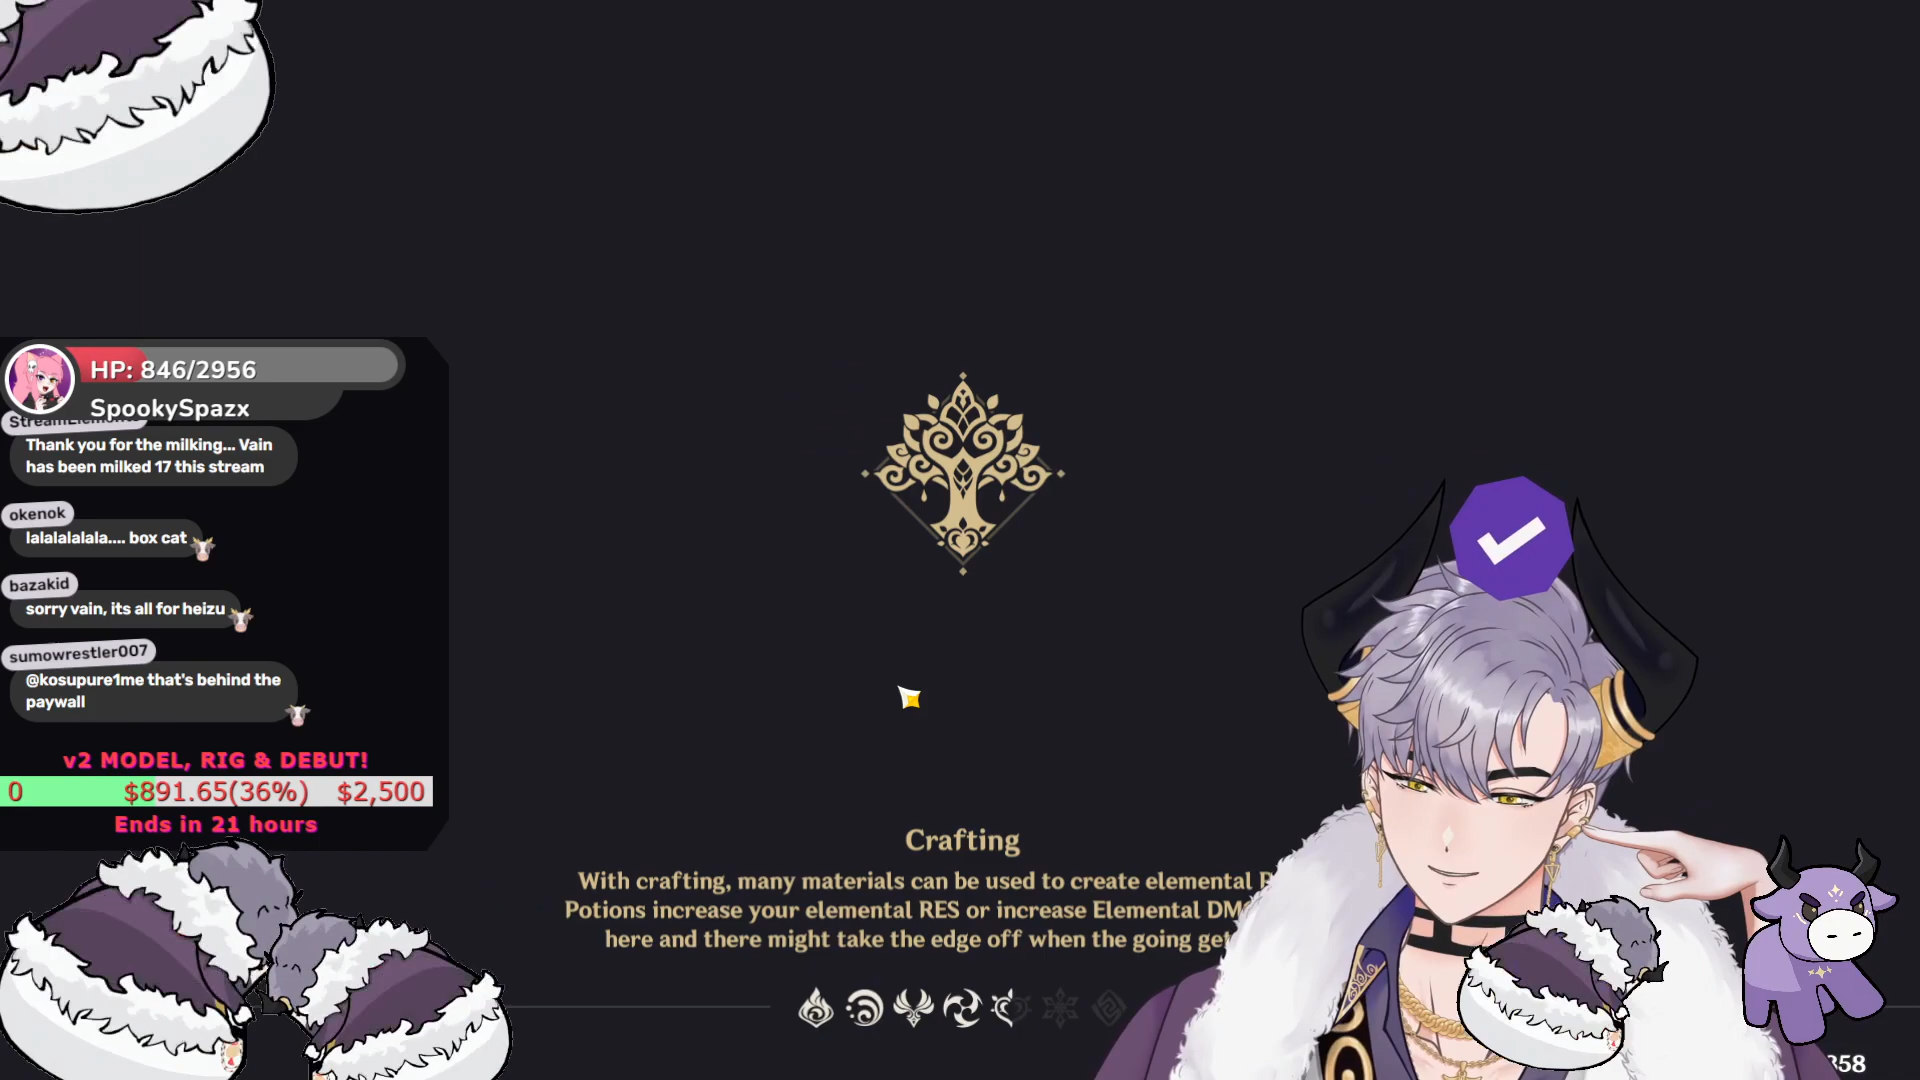 HP: 846/2956
SpookySpazx
StreamElements
Thank you for the milking... Vain
has been milked 17 this stream
okenok
lalalalalala.... box cat
bazakid
sorry vain, its all for heizu
sumowrestler007
@kosupure1me that's behind the
paywall
v2 MODEL, RIG & DEBUT!
0 $891.65(36%) $2,500
Ends in 21 hours
Crafting
With crafting, many materials can be used to create elemental
Potions increase your elemental RES or increase Elemental
here and there might take the edge off when the going
358